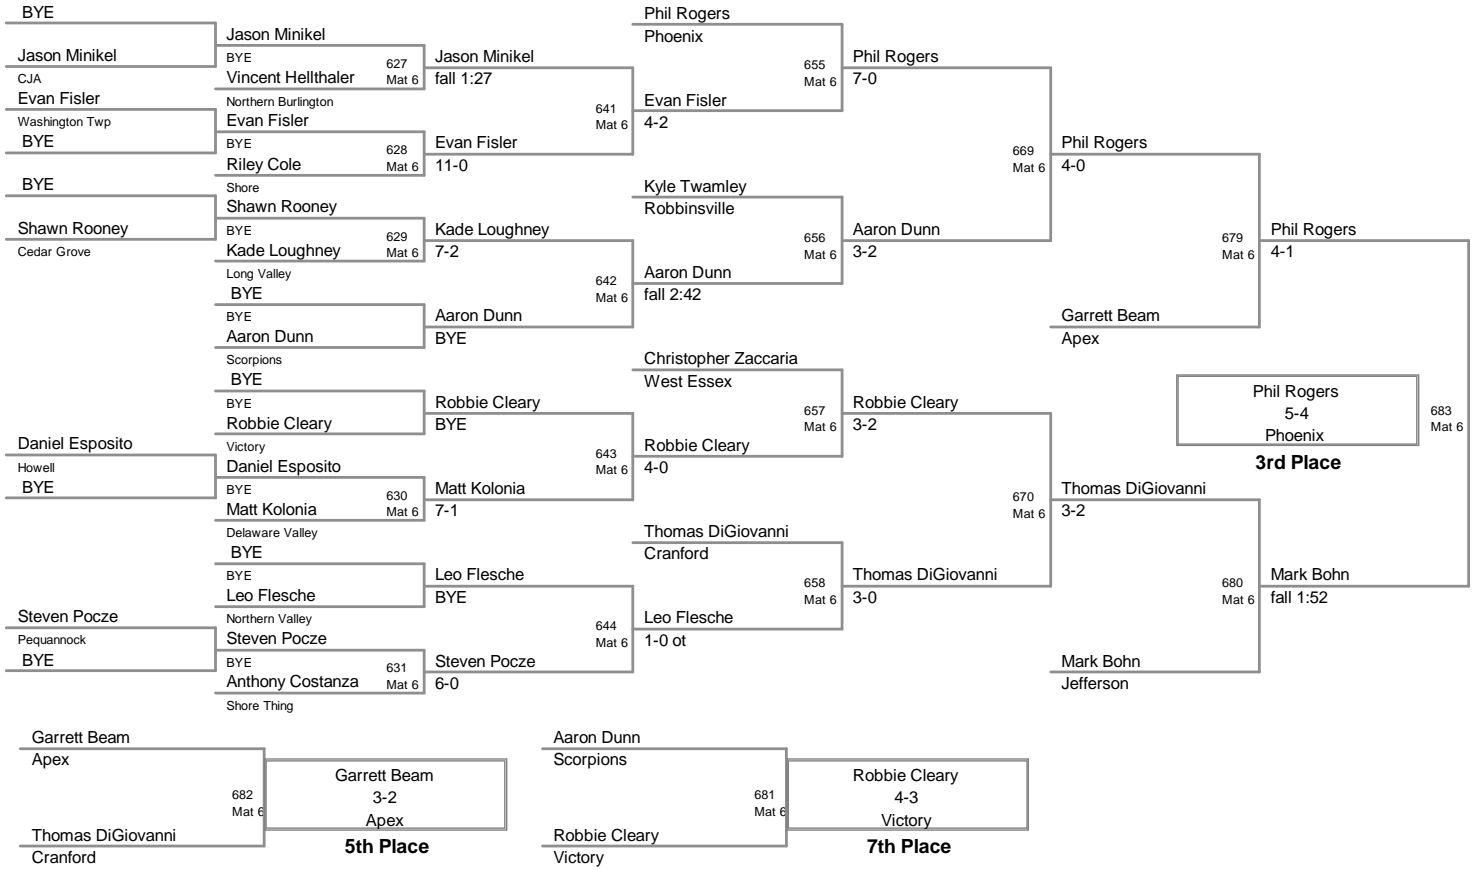 BYE
Jason Minikel
CJA
Evan Fisler
Washington Twp
BYE
BYE
Shawn Rooney
Cedar Grove
Daniel Esposito
Howell
BYE
Steven Pocze
Pequannock
BYE
Jason Minikel
BYE
Vincent Hellthaler
627
Mat 6
Northern Burlington
Evan Fisler
BYE
Riley Cole
628
Mat 6
Shore
Shawn Rooney
BYE
Kade Loughney
629
Mat 6
Long Valley
BYE
BYE
Aaron Dunn
Scorpions
BYE
BYE
Robbie Cleary
Victory
Daniel Esposito
BYE
Matt Kolonia
630
Mat 6
Delaware Valley
BYE
BYE
Leo Flesche
Northern Valley
Steven Pocze
BYE
Anthony Costanza
631
Mat 6
Shore Thing
Jason Minikel
fall 1:27
641
Mat 6
Evan Fisler
11-0
Kade Loughney
7-2
642
Mat 6
Aaron Dunn
BYE
Robbie Cleary
BYE
643
Mat 6
Matt Kolonia
7-1
Leo Flesche
BYE
644
Mat 6
Steven Pocze
6-0
Phil Rogers
Phoenix
655
Mat 6
Evan Fisler
4-2
Kyle Twamley
Robbinsville
656
Mat 6
Aaron Dunn
fall 2:42
Christopher Zaccaria
West Essex
657
Mat 6
Robbie Cleary
4-0
Thomas DiGiovanni
Cranford
658
Mat 6
Leo Flesche
1-0 ot
Phil Rogers
7-0
669
Mat 6
Aaron Dunn
3-2
Robbie Cleary
3-2
670
Mat 6
Thomas DiGiovanni
3-0
Phil Rogers
4-0
679
Mat 6
Garrett Beam
Apex
Thomas DiGiovanni
3-2
680
Mat 6
Mark Bohn
Jefferson
Phil Rogers
4-1
Mark Bohn
fall 1:52
683
Mat 6
Phil Rogers
5-4
Phoenix
3rd Place
Garrett Beam
Apex
682
Mat 6
Thomas DiGiovanni
Cranford
Garrett Beam
3-2
Apex
5th Place
Aaron Dunn
Scorpions
681
Mat 6
Robbie Cleary
Victory
Robbie Cleary
4-3
Victory
7th Place